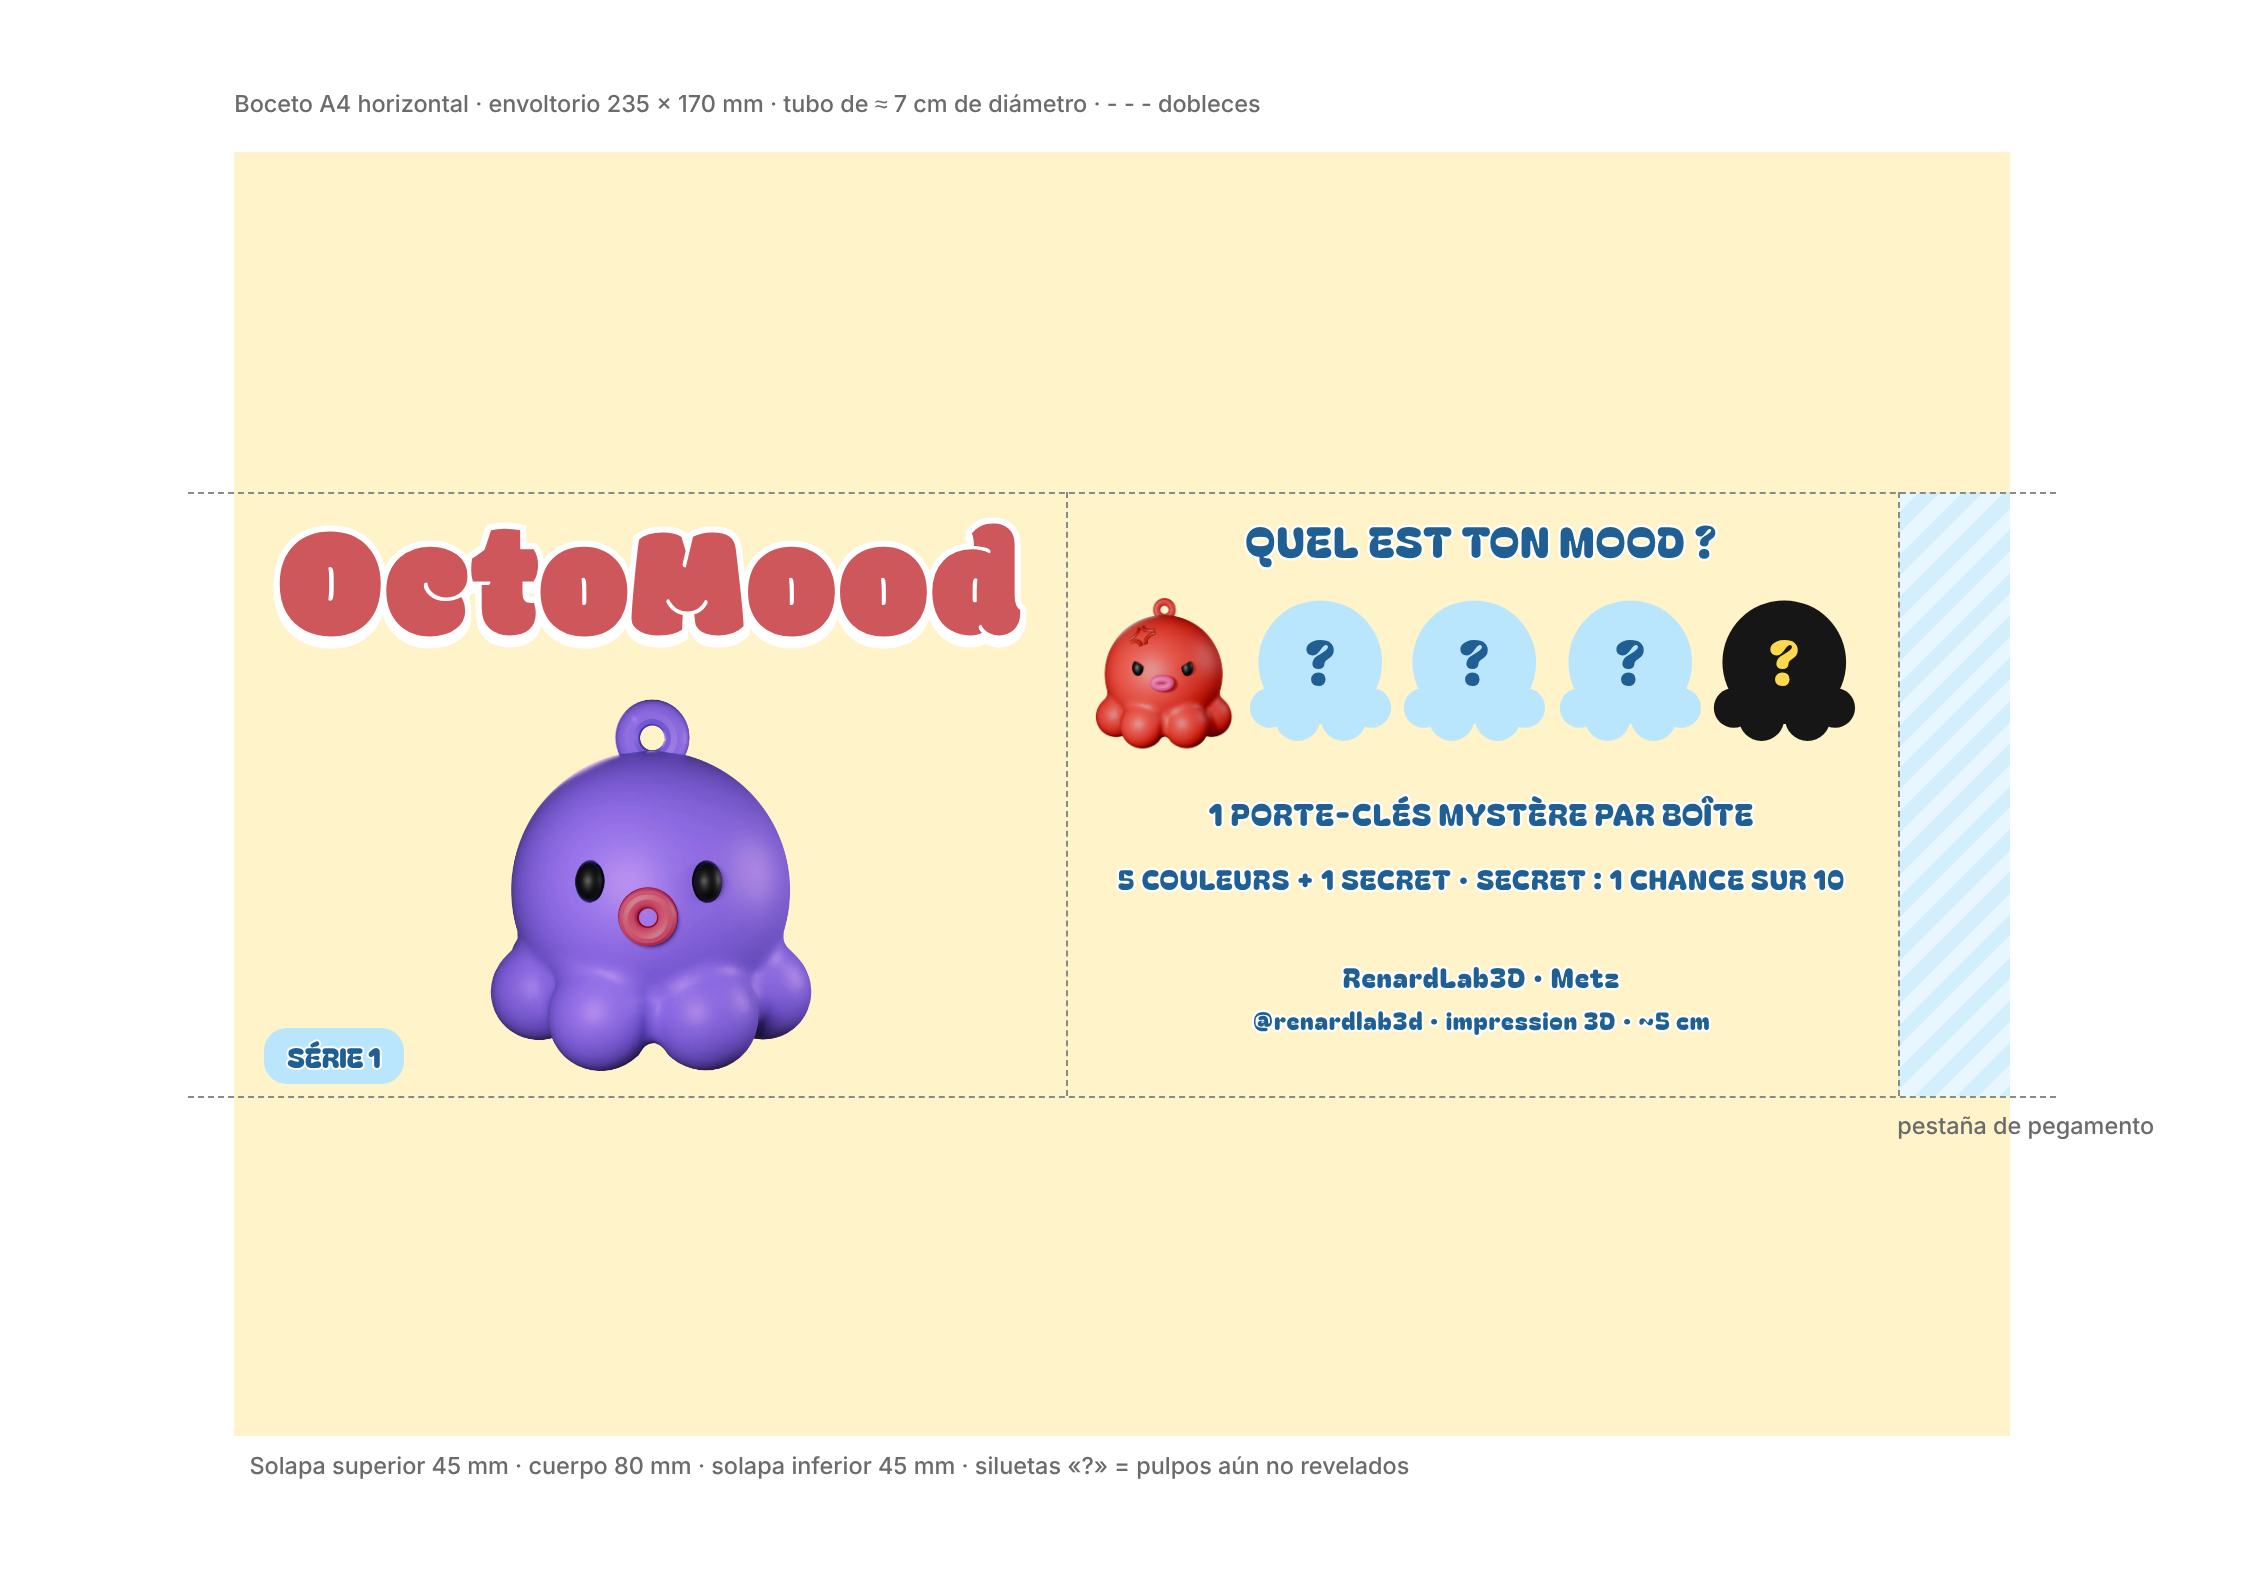 Boceto A4 horizontal · envoltorio 235 × 170 mm · tubo de ≈ 7 cm de diámetro · - - - dobleces
OctoMood
SÉRIE 1
QUEL EST TON MOOD ?
? ? ? ?
1 PORTE-CLÉS MYSTÈRE PAR BOÎTE
5 COULEURS + 1 SECRET · SECRET : 1 CHANCE SUR 10
RenardLab3D · Metz
@renardlab3d · impression 3D · ~5 cm
pestaña de pegamento
Solapa superior 45 mm · cuerpo 80 mm · solapa inferior 45 mm · siluetas «?» = pulpos aún no revelados